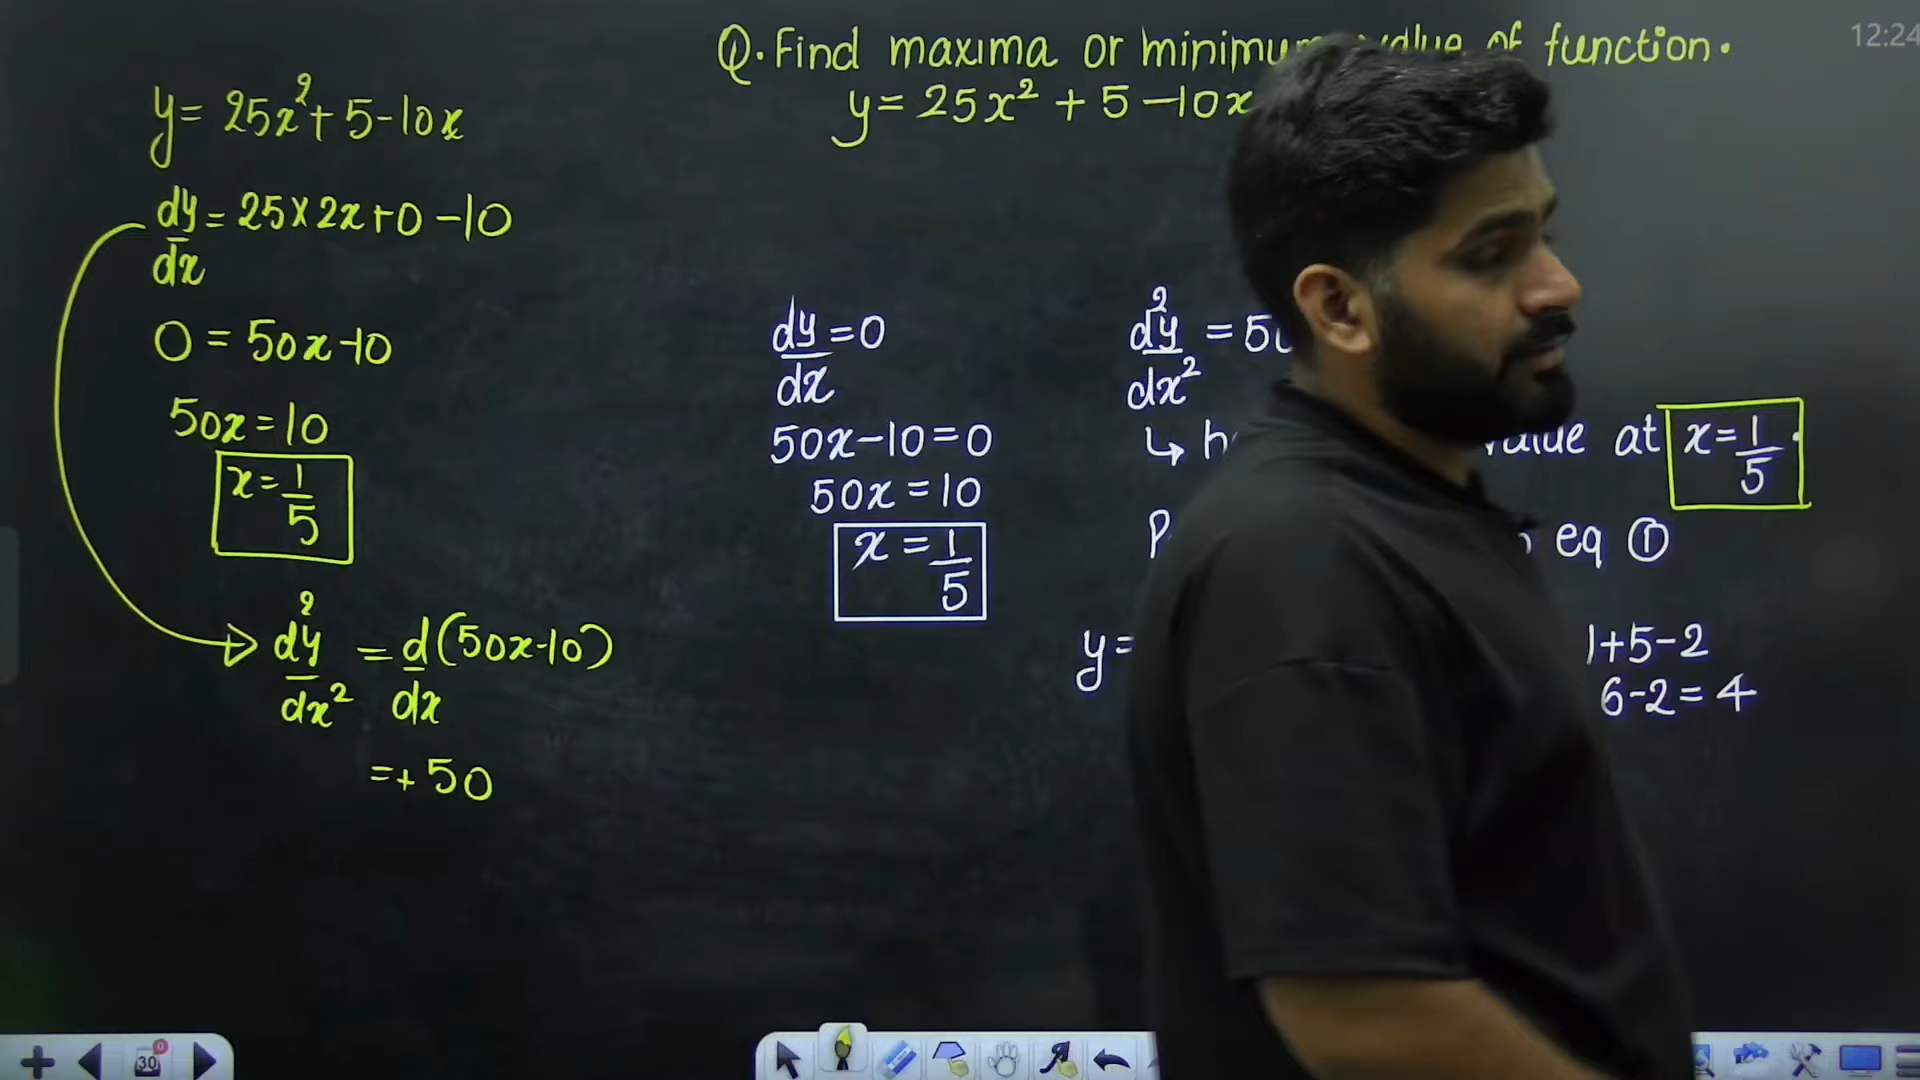 Q. Find maxima or minimum value of function.
y = 25x² + 5 - 10x
12:24
y = 25x² + 5 - 10x
dy/dx = 25 × 2x + 0 - 10
0 = 50x - 10
50x = 10
x = 1/5
d²y/dx² = d/dx (50x - 10)
= + 50
dy/dx = 0
50x - 10 = 0
50x = 10
x = 1/5
d²y/dx² =
↳ value at x = 1/5.
eq ①
y =
1 + 5 - 2
6 - 2 = 4
30
0